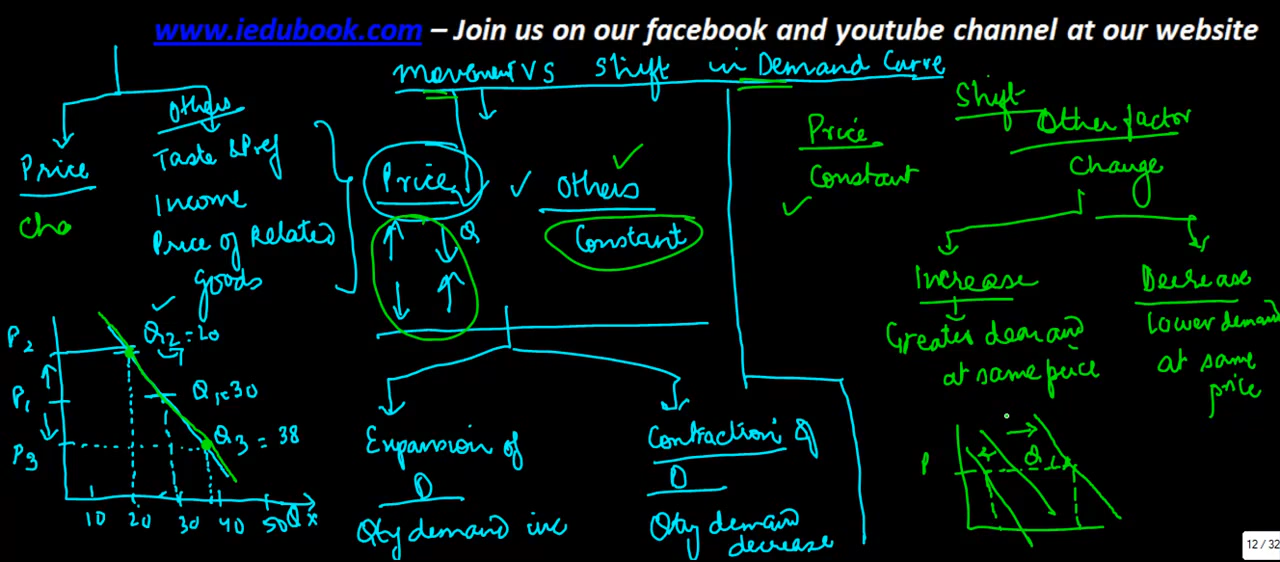 www.iedubook.com – Join us on our facebook and youtube channel at our website
Movement VS Shift in Demand Curve
Price
Cha
Others
Taste & Pref
Income
Price of Related
goods
Price
Q
Others
Constant
Expansion of
D
Qty demand inc
Contraction of
D
Qty demand
decrease
Shift
Price
Constant
Other factor
Change
Increase
Greater demand
at same price
Decrease
Lower demand
at same
price
P2
P1
P3
Q2 = 20
Q1 = 30
Q3 = 38
10 20 30 40 50 Qx
P
12 / 32